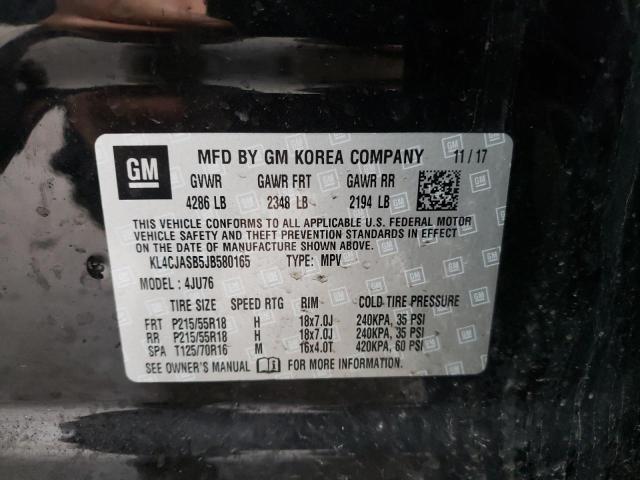 GM MFD BY GM KOREA COMPANY 11/17
GVWR GAWR FRT GAWR RR
4286 LB 2348 LB 2194 LB
THIS VEHICLE CONFORMS TO ALL APPLICABLE U.S. FEDERAL MOTOR
VEHICLE SAFETY AND THEFT PREVENTION STANDARDS IN EFFECT
ON THE DATE OF MANUFACTURE SHOWN ABOVE.
KL4CJASB5JB580165 TYPE: MPV
MODEL : 4JU76
TIRE SIZE SPEED RTG RIM COLD TIRE PRESSURE
FRT P215/55R18 H 18x7.0J 240KPA, 35 PSI
RR P215/55R18 H 18x7.0J 240KPA, 35 PSI
SPA T125/70R16 M 16x4.0T 420KPA, 60 PSI
SEE OWNER'S MANUAL FOR MORE INFORMATION.